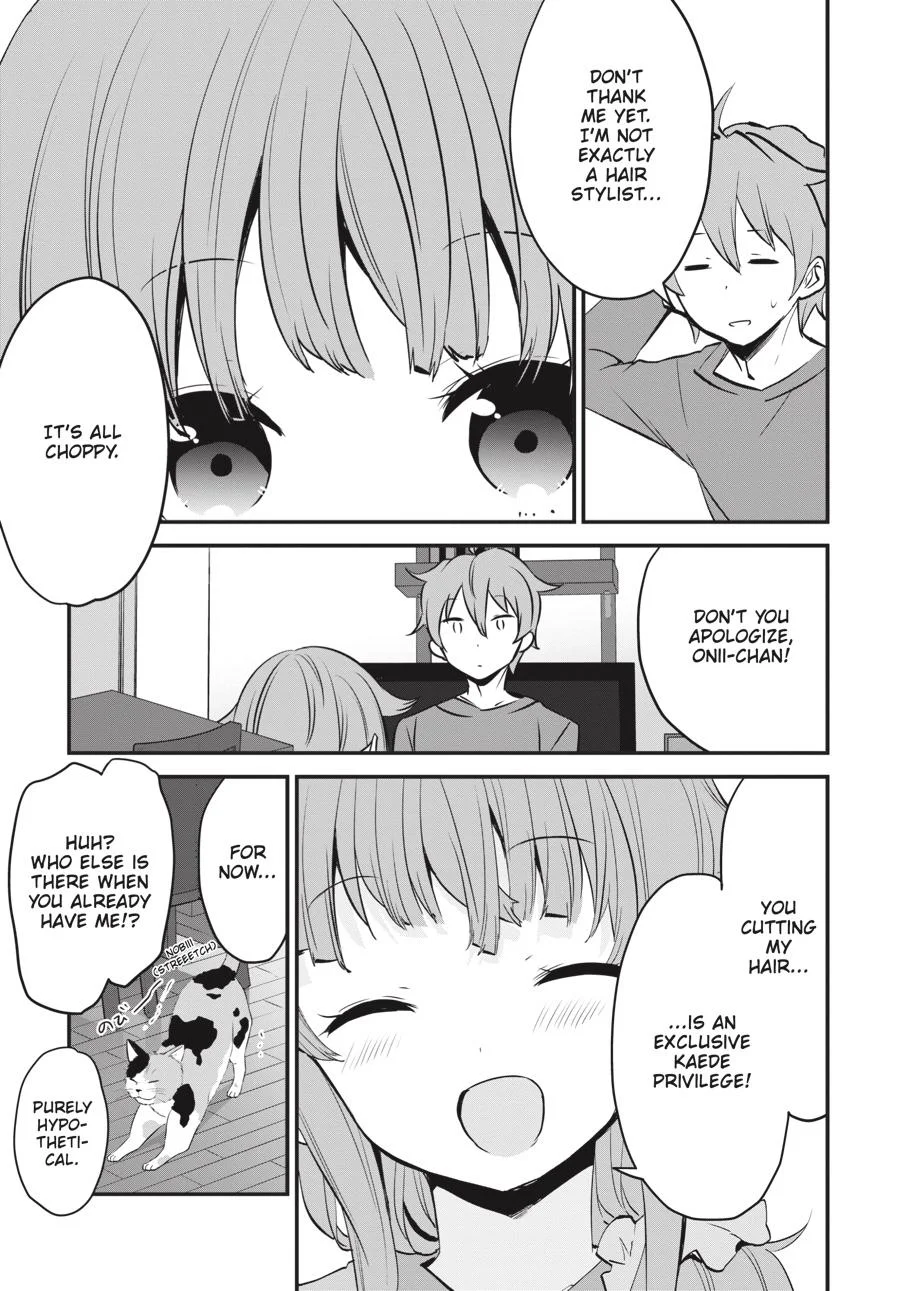 DON'T
THANK
ME YET.
I'M NOT
EXACTLY
A HAIR
STYLIST...
IT'S ALL
CHOPPY.
DON'T YOU
APOLOGIZE,
ONII-CHAN!
YOU
CUTTING
MY
HAIR...
...IS AN
EXCLUSIVE
KAEDE
PRIVILEGE!
FOR
NOW...
HUH?
WHO ELSE IS
THERE WHEN
YOU ALREADY
HAVE ME!?
NOBIII
(STREEETCH)
のび
PURELY
HYPO-
THETI-
CAL.